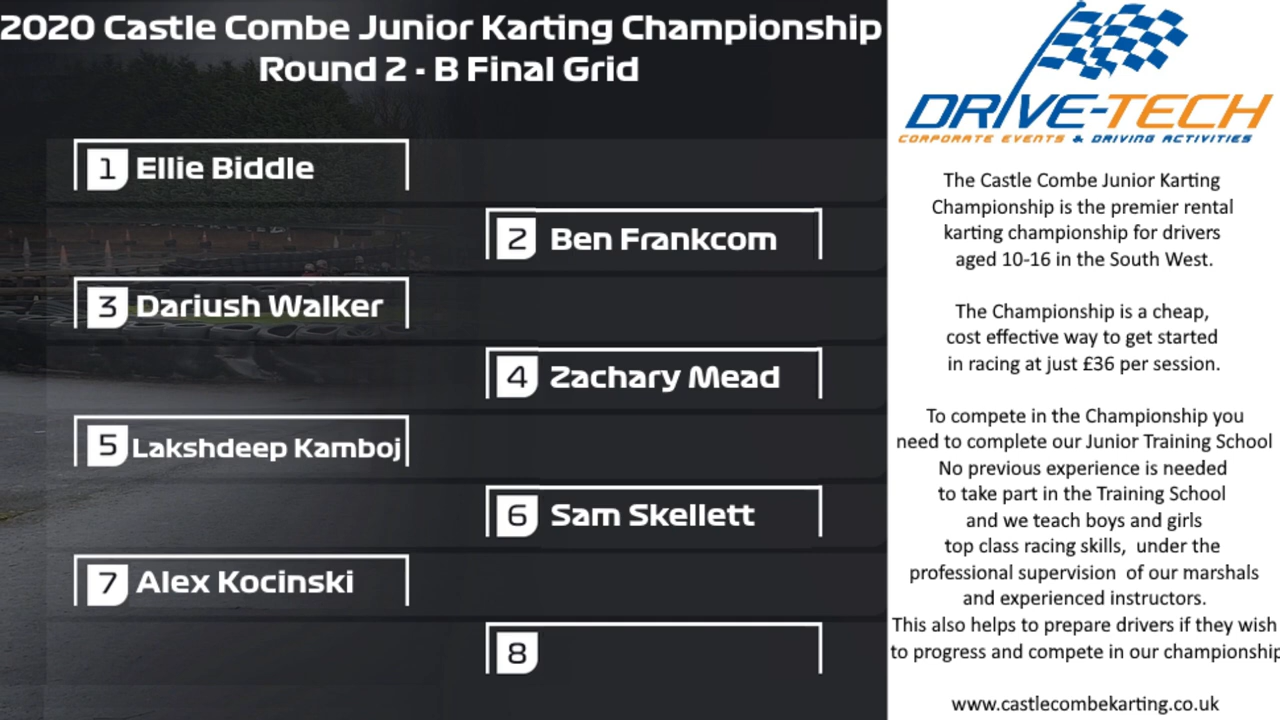 2020 Castle Combe Junior Karting Championship
Round 2 - B Final Grid
1 Ellie Biddle
2 Ben Frankcom
3 Dariush Walker
4 Zachary Mead
5 Lakshdeep Kamboj
6 Sam Skellett
7 Alex Kocinski
8
DRIVE-TECH
CORPORATE EVENTS & DRIVING ACTIVITIES
The Castle Combe Junior Karting
Championship is the premier rental
karting championship for drivers
aged 10-16 in the South West.
The Championship is a cheap,
cost effective way to get started
in racing at just £36 per session.
To compete in the Championship you
need to complete our Junior Training School
No previous experience is needed
to take part in the Training School
and we teach boys and girls
top class racing skills, under the
professional supervision of our marshals
and experienced instructors.
This also helps to prepare drivers if they wish
to progress and compete in our championship
www.castlecombekarting.co.uk